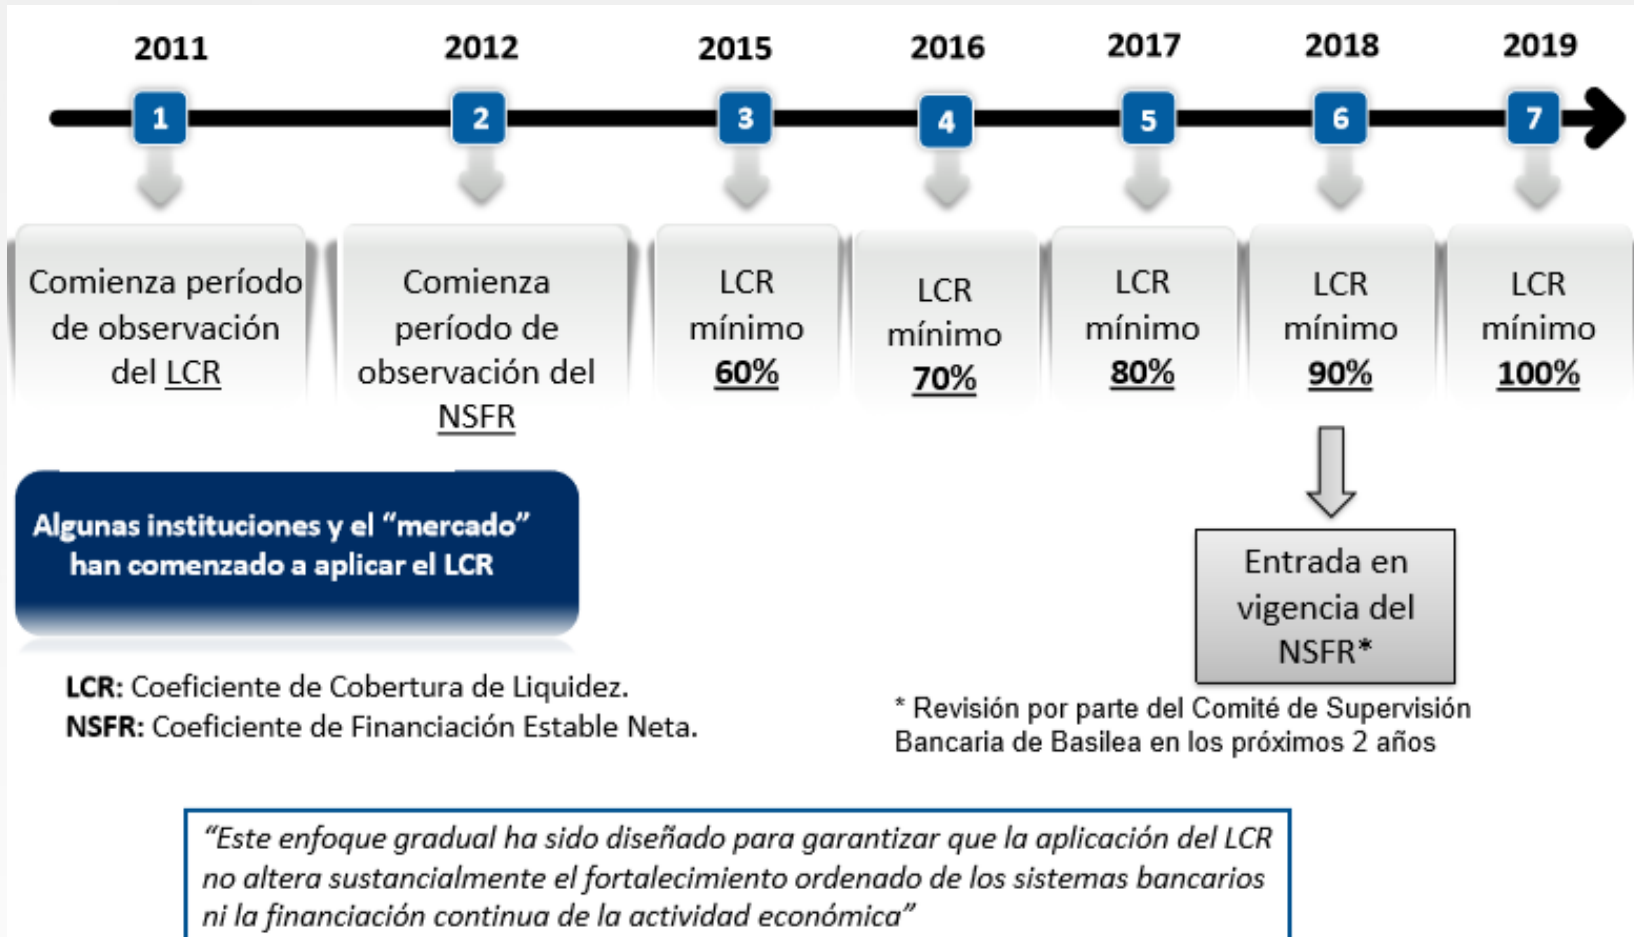 2011
2012
2015
2016
2017
2018
2019
1
2
3
4
5
6
7
Comienza período
de observación
del LCR
Comienza
período de
observación del
NSFR
LCR
mínimo
60%
LCR
mínimo
70%
LCR
mínimo
80%
LCR
mínimo
90%
LCR
mínimo
100%
Algunas instituciones y el “mercado”
han comenzado a aplicar el LCR
Entrada en
vigencia del
NSFR*
LCR: Coeficiente de Cobertura de Liquidez.
NSFR: Coeficiente de Financiación Estable Neta.
* Revisión por parte del Comité de Supervisión
Bancaria de Basilea en los próximos 2 años
“Este enfoque gradual ha sido diseñado para garantizar que la aplicación del LCR
no altera sustancialmente el fortalecimiento ordenado de los sistemas bancarios
ni la financiación continua de la actividad económica”